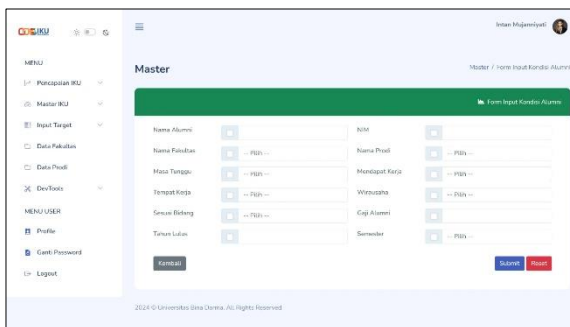 IKU
Intan Mujanniyati
MENU
Pencapaian IKU
Master IKU
Input Target
Data Fakultas
Data Prodi
DevTools
MENU USER
Profile
Ganti Password
Logout
Master
Master / Form Input Kondisi Alumni
Form Input Kondisi Alumni
Nama Alumni
NIM
Nama Fakultas -- Pilih --
Nama Prodi -- Pilih --
Masa Tunggu -- Pilih --
Mendapat Kerja -- Pilih --
Tempat Kerja -- Pilih --
Wirausaha -- Pilih --
Sesuai Bidang -- Pilih --
Gaji Alumni
Tahun Lulus
Semester -- Pilih --
Kembali
Submit Reset
2024 © Universitas Bina Darma. All Rights Reserved